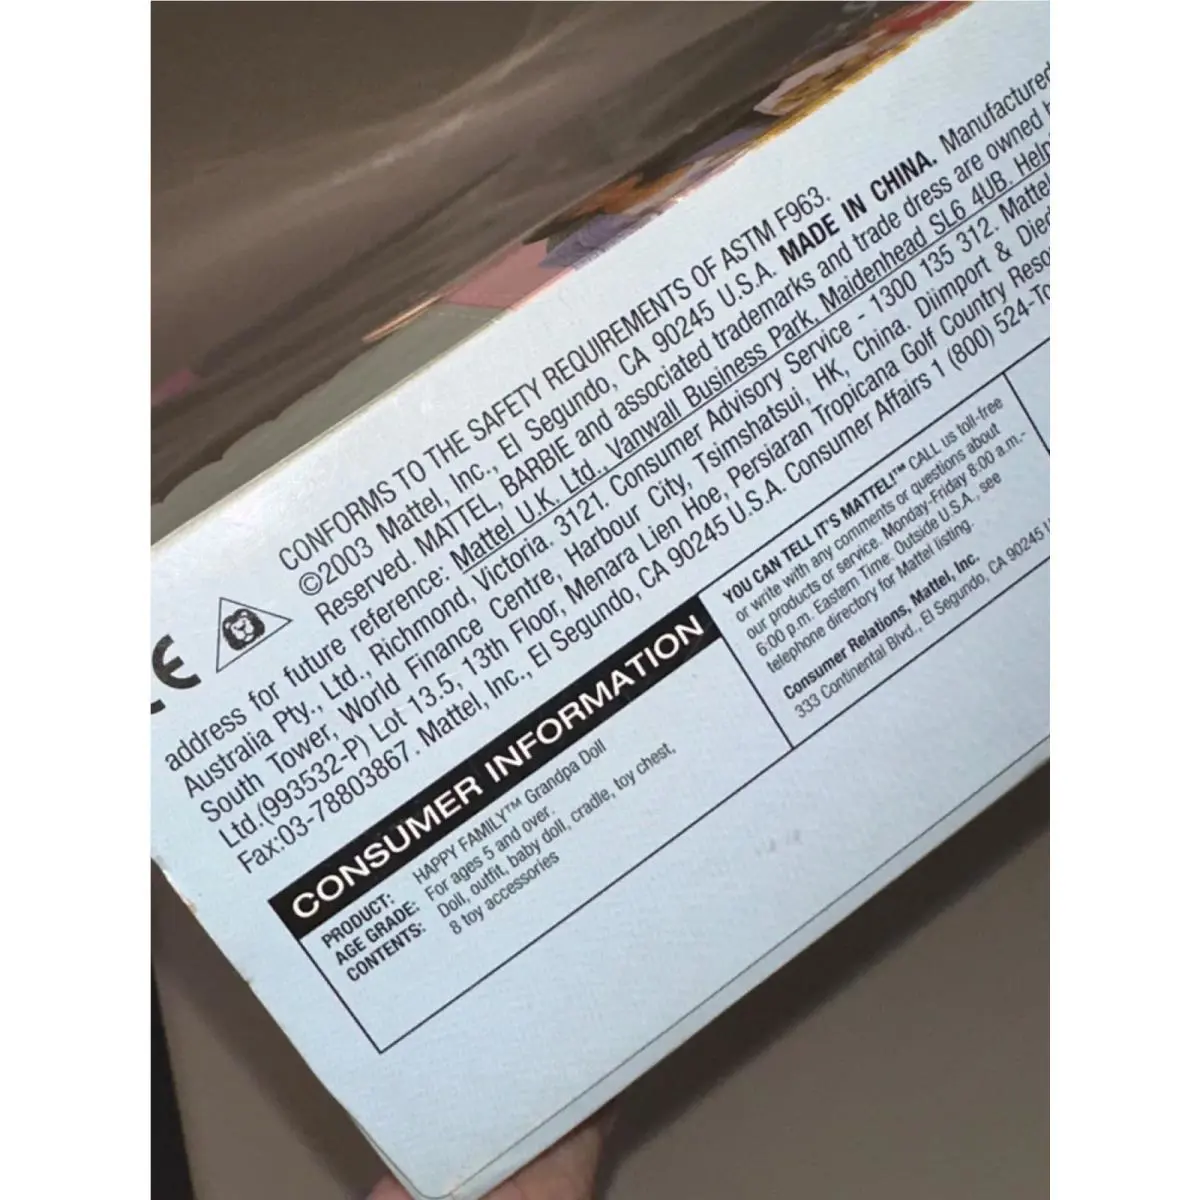 CONFORMS TO THE SAFETY REQUIREMENTS OF ASTM F963.
©2003 Mattel, Inc., El Segundo, CA 90245 U.S.A. MADE IN CHINA. Manufactured
Reserved. MATTEL, BARBIE and associated trademarks and trade dress are owned
address for future reference: Mattel U.K. Ltd., Vanwall Business Park, Maidenhead SL6 4UB. Help
Australia Pty., Ltd., Richmond, Victoria. 3121. Consumer Advisory Service - 1300 135 312. Mattel
South Tower, World Finance Centre, Harbour City, Tsimshatsui, HK, China. Diimport & Died
Ltd.(993532-P) Lot 13.5, 13th Floor, Menara Lien Hoe, Persiaran Tropicana Golf Country Reso
Fax:03-78803867. Mattel, Inc., El Segundo, CA 90245 U.S.A. Consumer Affairs 1 (800) 524-To
CE
CONSUMER INFORMATION
PRODUCT: HAPPY FAMILY™ Grandpa Doll
AGE GRADE: For ages 5 and over.
CONTENTS: Doll, outfit, baby doll, cradle, toy chest,
8 toy accessories
YOU CAN TELL IT'S MATTEL!™ CALL us toll-free
or write with any comments or questions about
our products or service. Monday-Friday 8:00 a.m.-
6:00 p.m. Eastern Time. Outside U.S.A., see
telephone directory for Mattel listing.
Consumer Relations, Mattel, Inc.
333 Continental Blvd., El Segundo, CA 90245